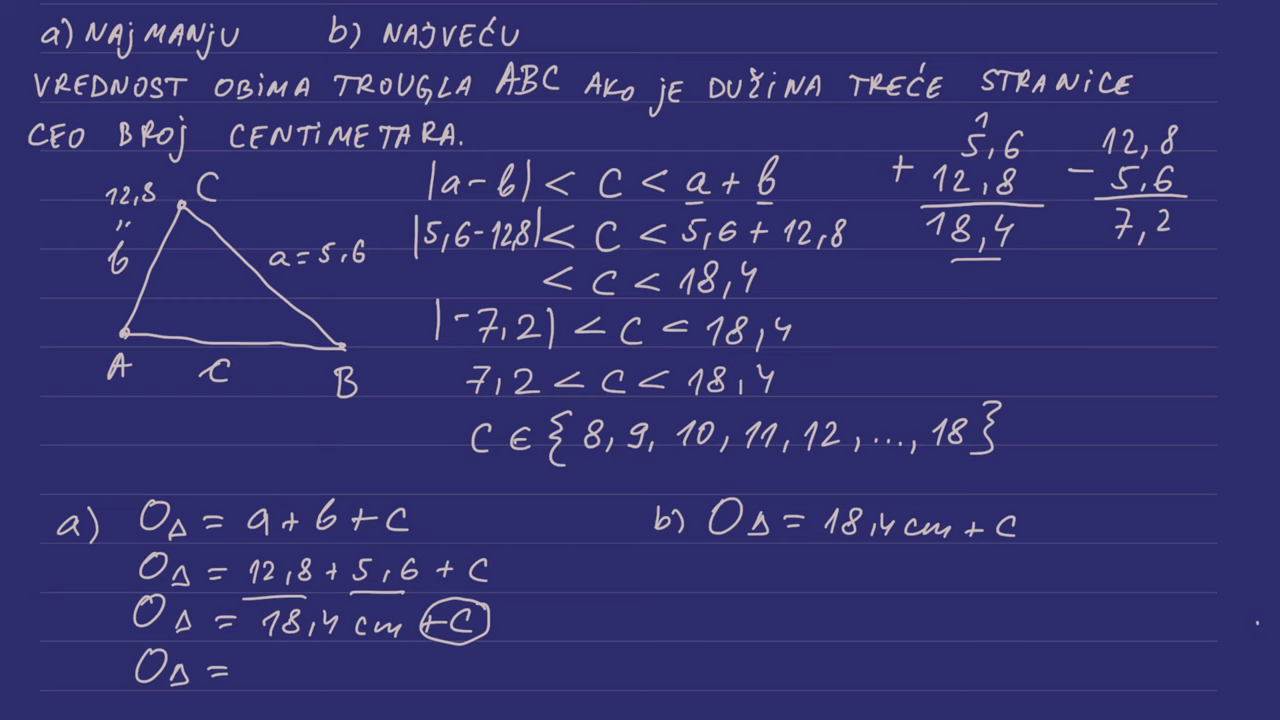 a) NAJMANJU b) NAJVEĆU
VREDNOST OBIMA TROUGLA ABC AKO JE DUŽINA TREĆE STRANICE
CEO BROJ CENTIMETARA.
1
5,6
+ 12,8
18,4
12,8
- 5,6
7,2
12,8
"
b
C
a=5,6
A
c
B
|a-b| < c < a + b
|5,6-12,8| < c < 5,6 + 12,8
< c < 18,4
|-7,2| < c < 18,4
7,2 < c < 18,4
c ∈ {8, 9, 10, 11, 12, ..., 18}
a) O△ = a + b + c
O△ = 12,8 + 5,6 + c
O△ = 18,4 cm + c
O△ =
b) O△ = 18,4 cm + c